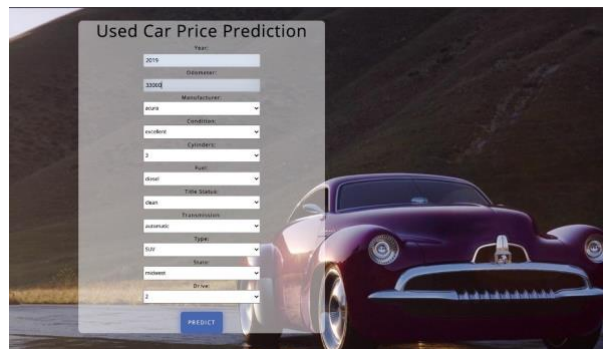 Used Car Price Prediction
Year:
2019
Odometer:
33000
Manufacturer:
acura
Condition:
excellent
Cylinders:
3
Fuel:
diesel
Title Status:
clean
Transmission:
automatic
Type:
SUV
State:
midwest
Drive:
2
PREDICT